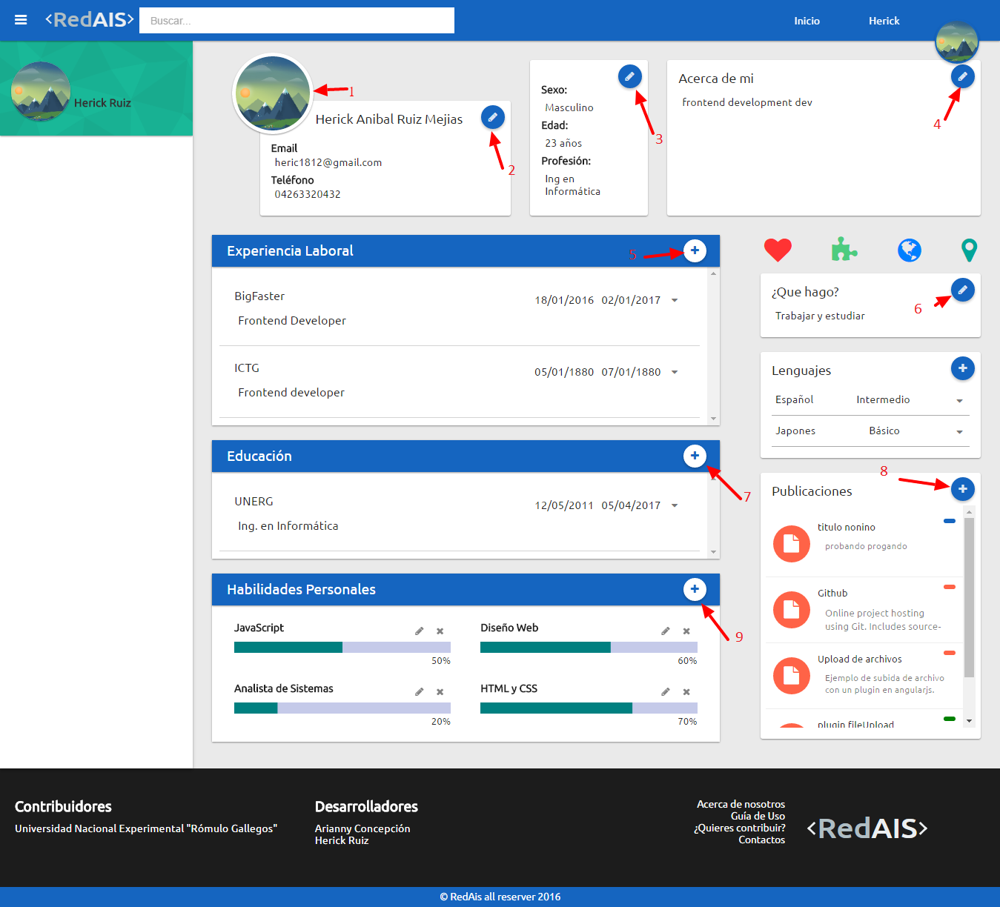 <RedAIS>
Buscar...
Inicio
Herick
Herick Ruiz
1
Herick Anibal Ruiz Mejias
Email
heric1812@gmail.com
Teléfono
04263320432
2
Sexo:
Masculino
Edad:
23 años
Profesión:
Ing en
Informática
3
Acerca de mi
frontend development dev
4
Experiencia Laboral
5
BigFaster
18/01/2016 02/01/2017
Frontend Developer
ICTG
05/01/1880 07/01/1880
Frontend developer
¿Que hago?
Trabajar y estudiar
6
Lenguajes
Español Intermedio
Japones Básico
Educación
7
UNERG
12/05/2011 05/04/2017
Ing. en Informática
8
Publicaciones
titulo nonino
probando progando
Github
Online project hosting
using Git. Includes source-
Upload de archivos
Ejemplo de subida de archivo
con un plugin en angularjs.
plugin fileUpload
Habilidades Personales
9
JavaScript
50%
Diseño Web
60%
Analista de Sistemas
20%
HTML y CSS
70%
Contribuidores
Universidad Nacional Experimental "Rómulo Gallegos"
Desarrolladores
Arianny Concepción
Herick Ruiz
Acerca de nosotros
Guía de Uso
¿Quieres contribuir?
Contactos
<RedAIS>
© RedAis all reserver 2016